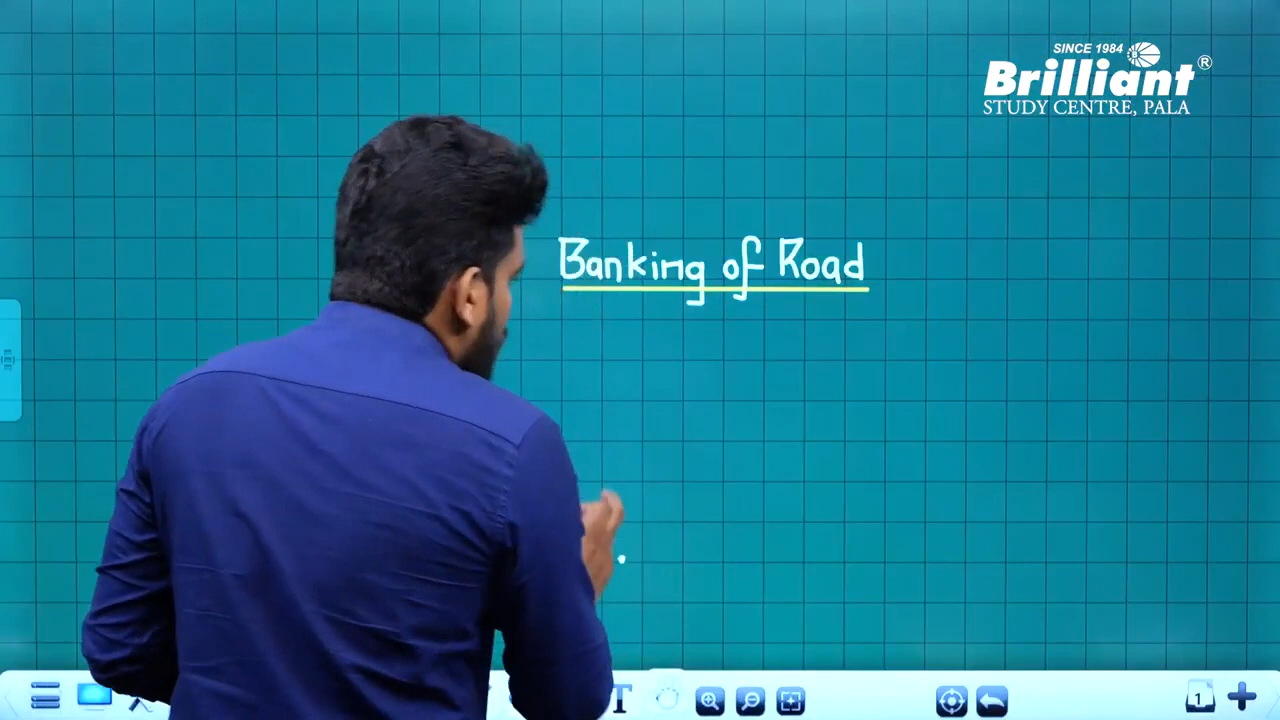 SINCE 1984
Brilliant ®
STUDY CENTRE, PALA
Banking of Road
T
1